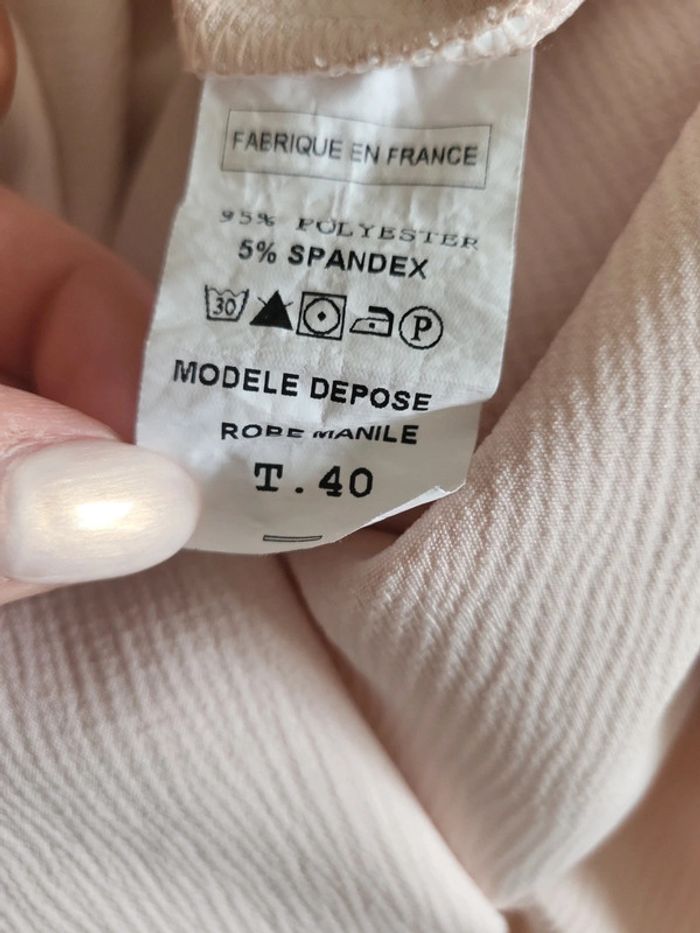 FABRIQUE EN FRANCE
95% POLYESTER
5% SPANDEX
30 P
MODELE DEPOSE
ROBE MANILE
T.40